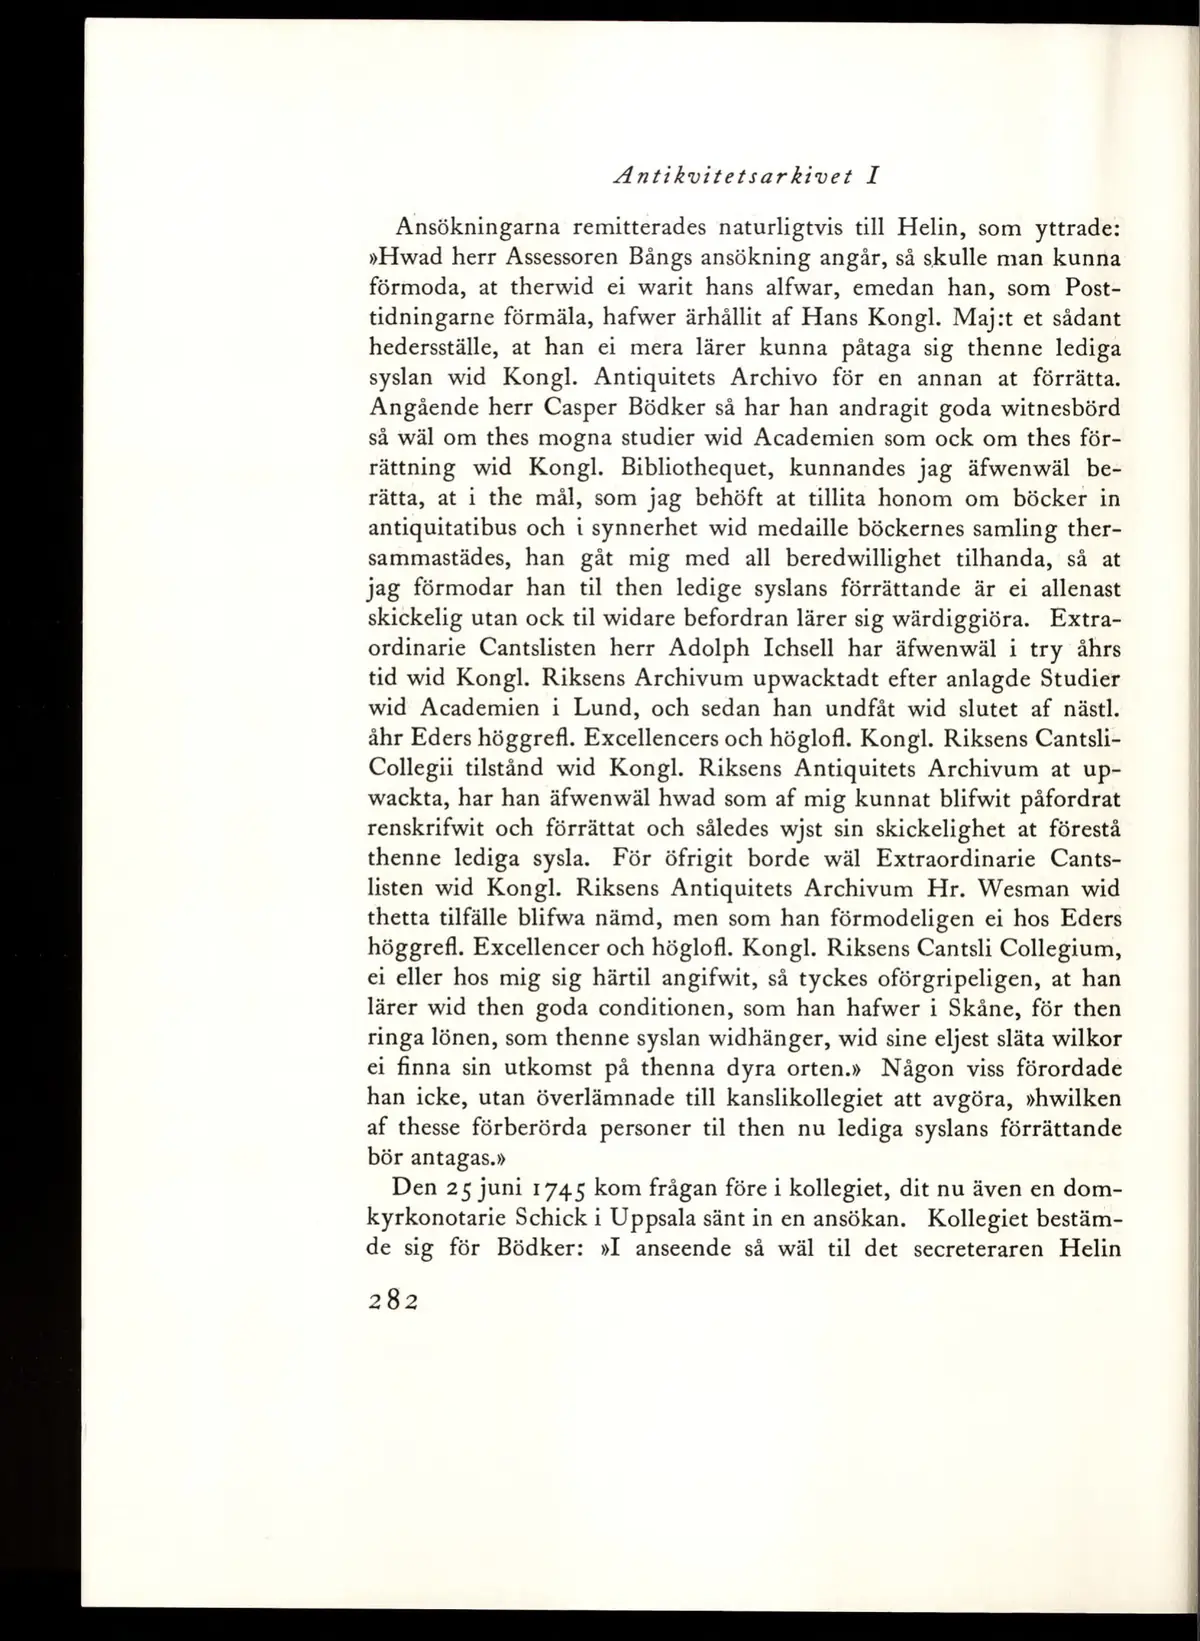 Antikvitetsarkivet I
Ansökningarna remitterades naturligtvis till Helin, som yttrade:
»Hwad herr Assessoren Bångs ansökning angår, så skulle man kunna
förmoda, at therwid ei warit hans alfwar, emedan han, som Post-
tidningarne förmäla, hafwer ärhållit af Hans Kongl. Maj:t et sådant
hedersställe, at han ei mera lärer kunna påtaga sig thenne lediga
syslan wid Kongl. Antiquitets Archivo för en annan at förrätta.
Angående herr Casper Bödker så har han andragit goda witnesbörd
så wäl om thes mogna studier wid Academien som ock om thes för-
rättning wid Kongl. Bibliothequet, kunnandes jag äfwenwäl be-
rätta, at i the mål, som jag behöft at tillita honom om böcker in
antiquitatibus och i synnerhet wid medaille böckernes samling ther-
sammastädes, han gåt mig med all beredwillighet tilhanda, så at
jag förmodar han til then ledige syslans förrättande är ei allenast
skickelig utan ock til widare befordran lärer sig wärdiggiöra. Extra-
ordinarie Cantslisten herr Adolph Ichsell har äfwenwäl i try åhrs
tid wid Kongl. Riksens Archivum upwacktadt efter anlagde Studier
wid Academien i Lund, och sedan han undfåt wid slutet af nästl.
åhr Eders höggrefl. Excellencers och höglofl. Kongl. Riksens Cantsli-
Collegii tilstånd wid Kongl. Riksens Antiquitets Archivum at up-
wackta, har han äfwenwäl hwad som af mig kunnat blifwit påfordrat
renskrifwit och förrättat och således wjst sin skickelighet at förestå
thenne lediga sysla. För öfrigit borde wäl Extraordinarie Cants-
listen wid Kongl. Riksens Antiquitets Archivum Hr. Wesman wid
thetta tilfälle blifwa nämd, men som han förmodeligen ei hos Eders
höggrefl. Excellencer och höglofl. Kongl. Riksens Cantsli Collegium,
ei eller hos mig sig härtil angifwit, så tyckes oförgripeligen, at han
lärer wid then goda conditionen, som han hafwer i Skåne, för then
ringa lönen, som thenne syslan widhänger, wid sine eljest släta wilkor
ei finna sin utkomst på thenna dyra orten.» Någon viss förordade
han icke, utan överlämnade till kanslikollegiet att avgöra, »hwilken
af thesse förberörda personer til then nu lediga syslans förrättande
bör antagas.»
Den 25 juni 1745 kom frågan före i kollegiet, dit nu även en dom-
kyrkonotarie Schick i Uppsala sänt in en ansökan. Kollegiet bestäm-
de sig för Bödker: »I anseende så wäl til det secreteraren Helin
282